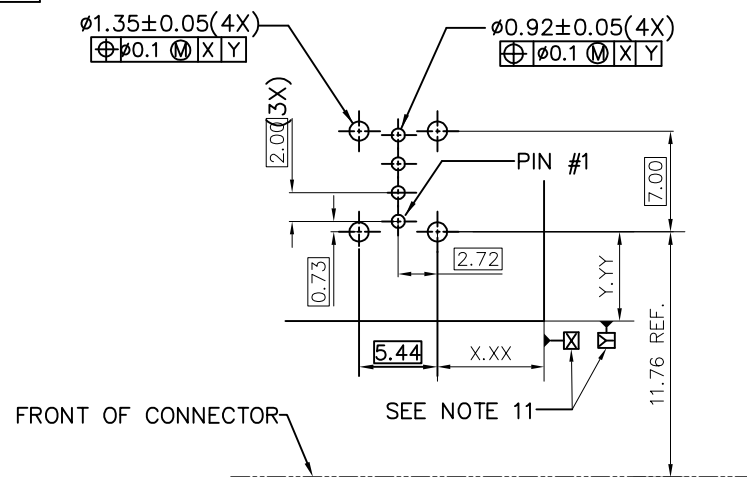 ø1.35±0.05(4X)
⌖ ø0.1 Ⓜ X Y
ø0.92±0.05(4X)
⌖ ø0.1 Ⓜ X Y
2.00(3X)
PIN #1
7.00
0.73
2.72
Y.YY
5.44
X.XX
X
Y
11.76 REF.
SEE NOTE 11
FRONT OF CONNECTOR